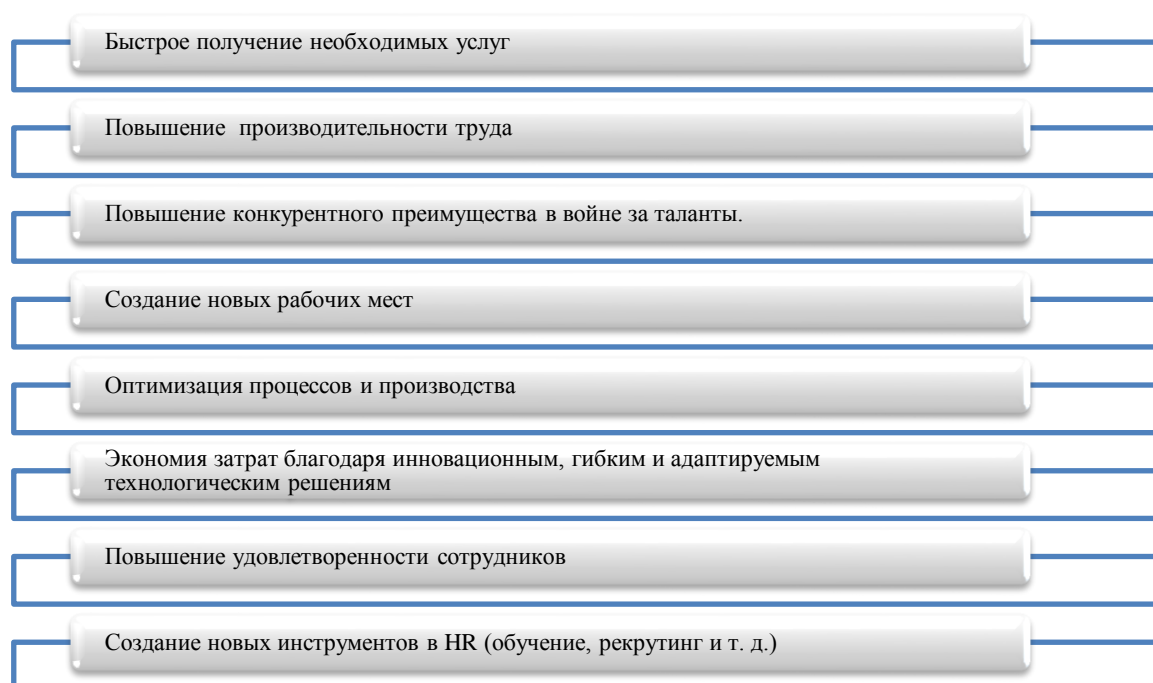 Быстрое получение необходимых услуг
Повышение производительности труда
Повышение конкурентного преимущества в войне за таланты.
Создание новых рабочих мест
Оптимизация процессов и производства
Экономия затрат благодаря инновационным, гибким и адаптируемым
технологическим решениям
Повышение удовлетворенности сотрудников
Создание новых инструментов в HR (обучение, рекрутинг и т. д.)